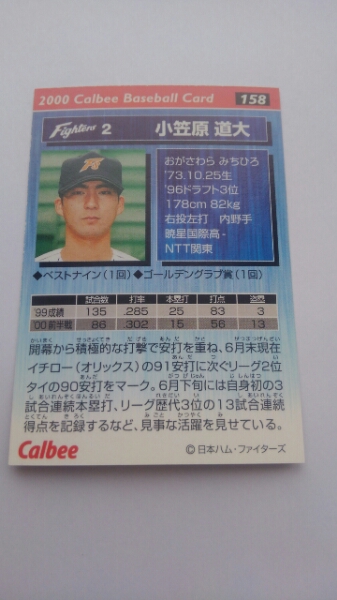 2000 Calbee Baseball Card 158
Fighters 2 小笠原 道大
おがさわら みちひろ
'73.10.25生
'96ドラフト3位
178cm 82kg
右投左打 内野手
暁星国際高-
NTT関東
◆ベストナイン(1回)◆ゴールデングラブ賞(1回)
試合数 打率 本塁打 打点 盗塁
'99成績 135 .285 25 83 3
'00前半戦 86 .302 15 56 13
開幕から積極的な打撃で安打を重ね、6月末現在
イチロー(オリックス)の91安打に次ぐリーグ2位
タイの90安打をマーク。6月下旬には自身初の3
試合連続本塁打、リーグ歴代3位の13試合連続
得点を記録するなど、見事な活躍を見せている。
Calbee ©日本ハム・ファイターズ